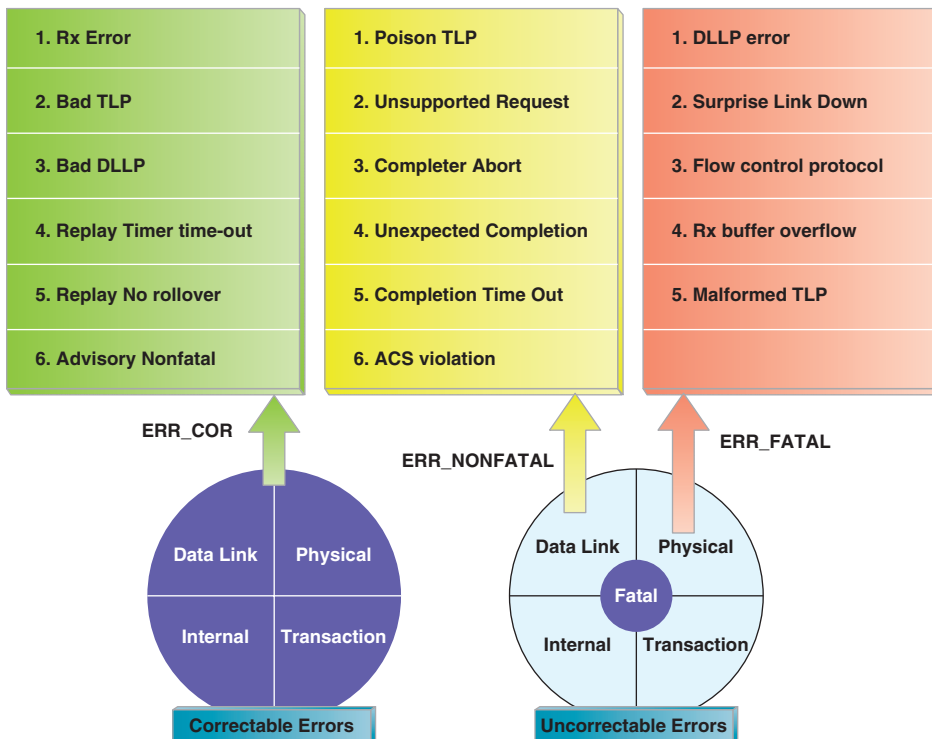 1. Rx Error
2. Bad TLP
3. Bad DLLP
4. Replay Timer time-out
5. Replay No rollover
6. Advisory Nonfatal
1. Poison TLP
2. Unsupported Request
3. Completer Abort
4. Unexpected Completion
5. Completion Time Out
6. ACS violation
1. DLLP error
2. Surprise Link Down
3. Flow control protocol
4. Rx buffer overflow
5. Malformed TLP
ERR_COR
ERR_NONFATAL
ERR_FATAL
Data Link
Physical
Internal
Transaction
Correctable Errors
Data Link
Physical
Fatal
Internal
Transaction
Uncorrectable Errors